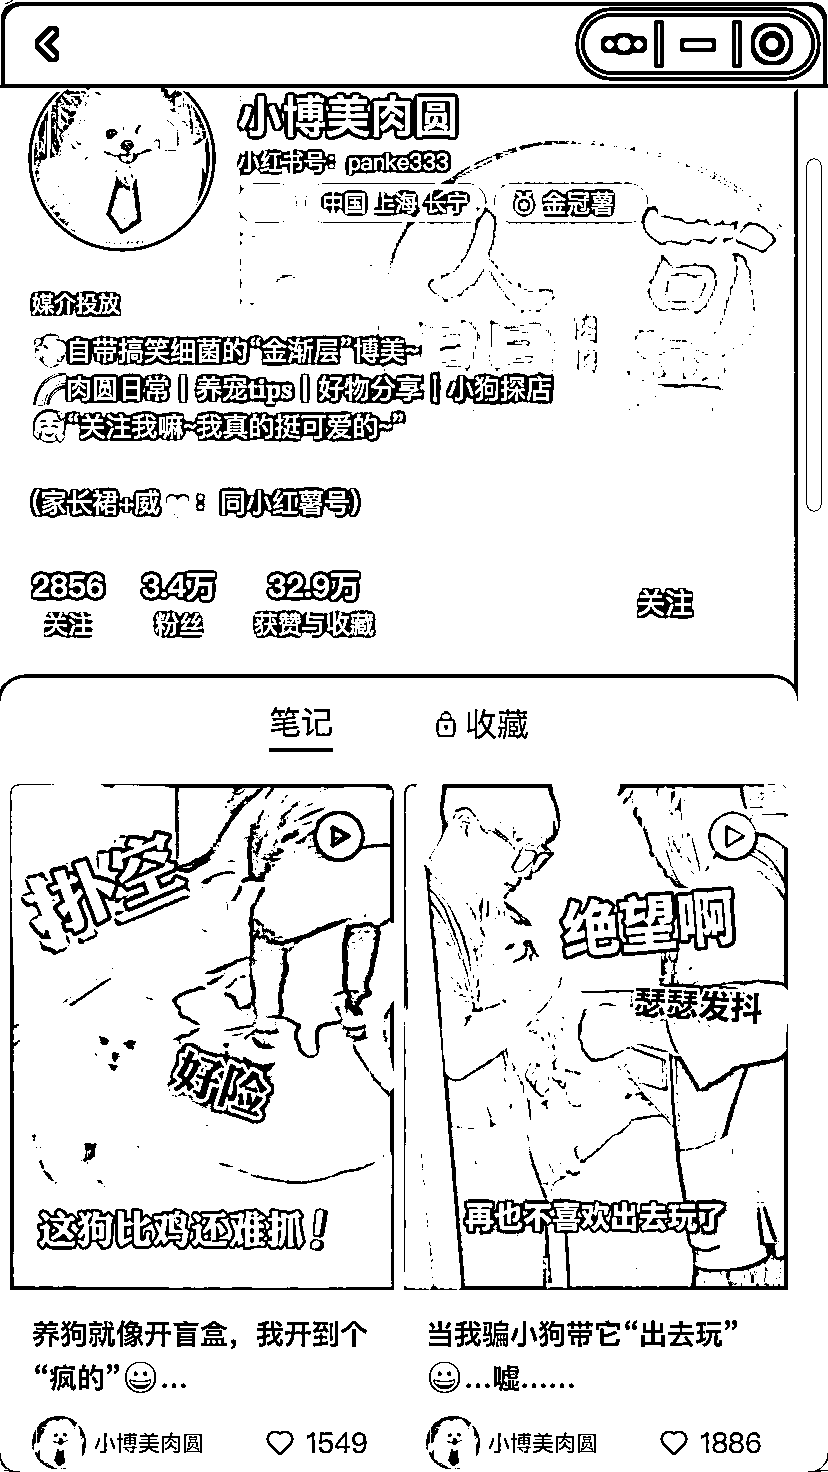 小博美肉圆
小红书号：panke333
中国 上海 长宁
金冠薯
媒介投放
自带搞笑细菌的“金渐层”博美~
肉圆日常丨养宠tips丨好物分享丨小狗探店
“关注我嘛~我真的挺可爱的~”
（家长裙+威 ： 同小红薯号）
2856 3.4万 32.9万
关注 粉丝 获赞与收藏
关注
笔记 收藏
扑空
好险
这狗比鸡还难抓！
绝望啊
瑟瑟发抖
再也不喜欢出去玩了
养狗就像开盲盒，我开到个
“疯的”😀...
小博美肉圆 1549
当我骗小狗带它“出去玩”
😀...嘘……
小博美肉圆 1886